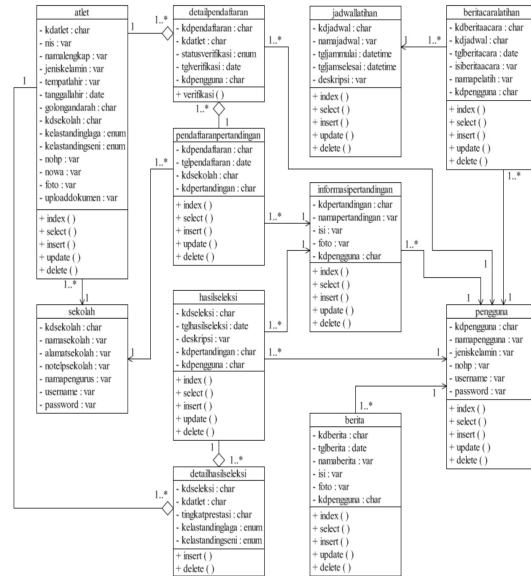 atlet
- kdatlet : char
- nis : var
- namalengkap : var
- jeniskelamin : var
- tempatlahir : var
- tanggallahir : date
- golongandarah : char
- kdsekolah : char
- kelastandinglaga : enum
- kelastandingseni : enum
- nohp : var
- nowa : var
- foto : var
- uploaddokumen : var
+ index ( )
+ select ( )
+ insert ( )
+ update ( )
+ delete ( )
1
1
1..*
1..*
1
detailpendaftaran
- kdpendaftaran : char
- kdatlet : char
- statusverifikasi : enum
- tglverifikasi : date
- kdpengguna : char
+ verifikasi ( )
1..*
1..*
1
pendaftaranpertandingan
- kdpendaftaran : char
- tglpendaftaran : date
- kdsekolah : char
- kdpertandingan : char
+ index ( )
+ select ( )
+ insert ( )
+ update ( )
+ delete ( )
1..*
1..*
1
jadwallatihan
- kdjadwal : char
- namajadwal : var
- tgljammulai : datetime
- tgljamselesai : datetime
- deskripsi : var
+ index ( )
+ select ( )
+ insert ( )
+ update ( )
+ delete ( )
1
1..*
beritacaralatihan
- kdberitaacara : char
- kdjadwal : char
- tglberitacara : date
- isiberitaacara : var
- namapelatih : var
- kdpengguna : char
+ index ( )
+ select ( )
+ insert ( )
+ update ( )
+ delete ( )
1..*
informasipertandingan
- kdpertandingan : char
- namapertandingan : var
- isi : var
- foto : var
- kdpengguna : char
+ index ( )
+ select ( )
+ insert ( )
+ update ( )
+ delete ( )
1
1..*
1
1
1
sekolah
- kdsekolah : char
- namasekolah : var
- alamatsekolah : var
- notelpsekolah : var
- namapengurus : var
- username : var
- password : var
1
hasilseleksi
- kdseleksi : char
- tglhasilseleksi : date
- deskripsi : var
- kdpertandingan : char
- kdpengguna : char
+ index ( )
+ select ( )
+ insert ( )
+ update ( )
+ delete ( )
1..*
1..*
1
1..*
pengguna
- kdpengguna : char
- namapengguna : var
- jeniskelamin : var
- nohp : var
- username : var
- password : var
+ index ( )
+ select ( )
+ insert ( )
+ update ( )
+ delete ( )
1
1
1..*
detailhasilseleksi
- kdseleksi : char
- kdatlet : char
- tingkatprestasi : char
- kelastandinglaga : enum
- kelastandingseni : enum
+ insert ( )
+ delete ( )
1..*
berita
- kdberita : char
- tglberita : date
- namaberita : var
- isi : var
- foto : var
- kdpengguna : char
+ index ( )
+ select ( )
+ insert ( )
+ update ( )
+ delete ( )